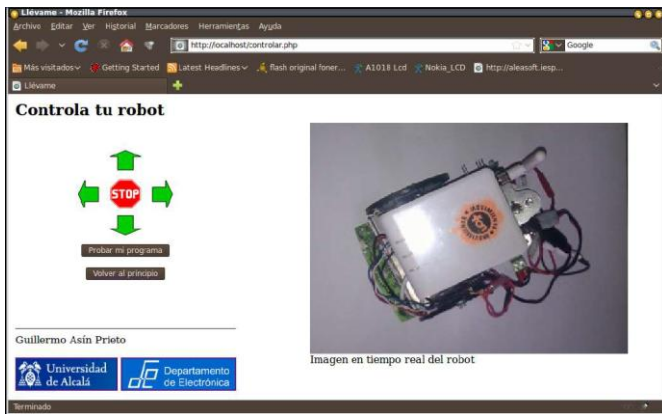 Llévame - Mozilla Firefox
Archivo Editar Ver Historial Marcadores Herramientas Ayuda
http://localhost/controlar.php
Google
Más visitados
Getting Started
Latest Headlines
flash original foner...
A1018 Lcd
Nokia_LCD
http://aleasoft.iesp...
Llévame
Controla tu robot
STOP
Probar mi programa
Volver al principio
Imagen en tiempo real del robot
Guillermo Asín Prieto
Universidad
de Alcalá
Departamento
de Electrónica
Terminado